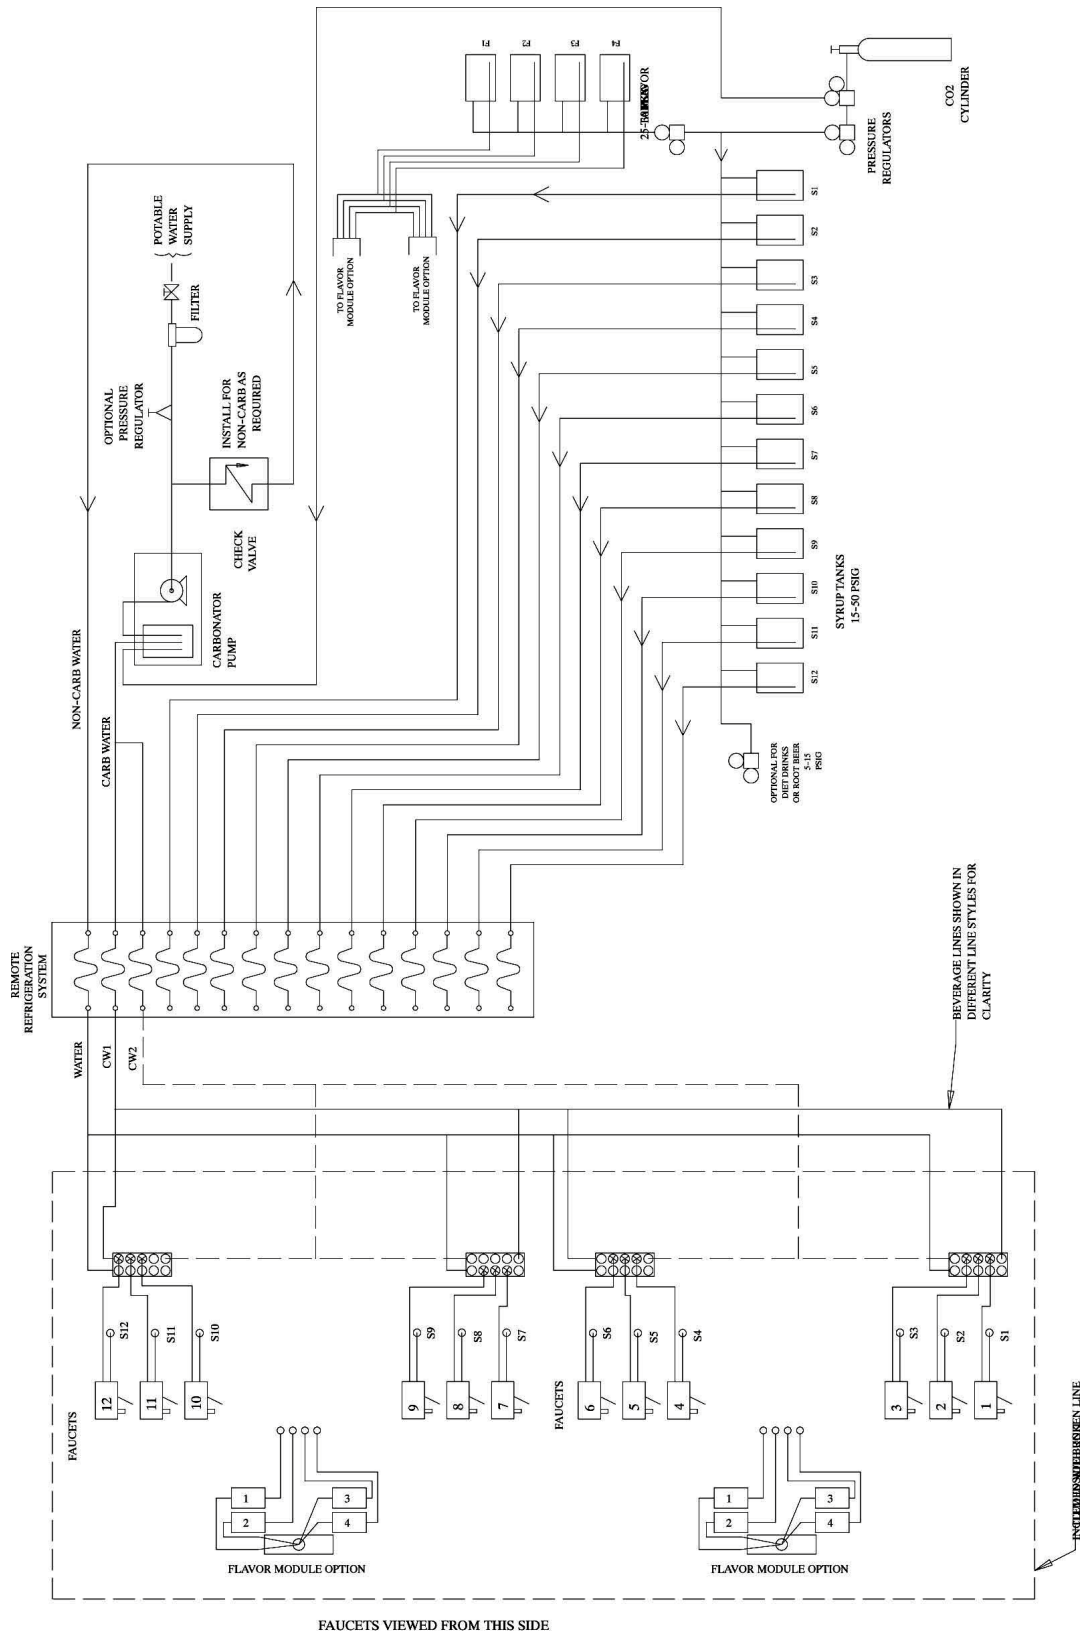 F1
F2
F3
F4
CO2
CYLINDER
PRESSURE
REGULATORS
POTABLE
WATER
SUPPLY
FILTER
OPTIONAL
PRESSURE
REGULATOR
INSTALL FOR
NON-CARB AS
REQUIRED
CHECK
VALVE
TO FLAVOR
MODULE OPTION
TO FLAVOR
MODULE OPTION
S1
S2
S3
S4
S5
S6
S7
S8
S9
S10
S11
S12
SYRUP TANKS
15-50 PSIG
CARBONATOR
PUMP
NON-CARB WATER
CARB WATER
OPTIONAL FOR
DIET DRINKS
OR ROOT BEER
5-15
PSIG
REMOTE
REFRIGERATION
SYSTEM
BEVERAGE LINES SHOWN IN
DIFFERENT LINE STYLES FOR
CLARITY
WATER
CW1
CW2
S12
S11
S10
S9
S8
S7
S6
S5
S4
S3
S2
S1
12
11
10
9
8
7
6
5
4
3
2
1
FAUCETS
FAUCETS
1
2
3
4
FLAVOR MODULE OPTION
1
2
3
4
FLAVOR MODULE OPTION
FAUCETS VIEWED FROM THIS SIDE